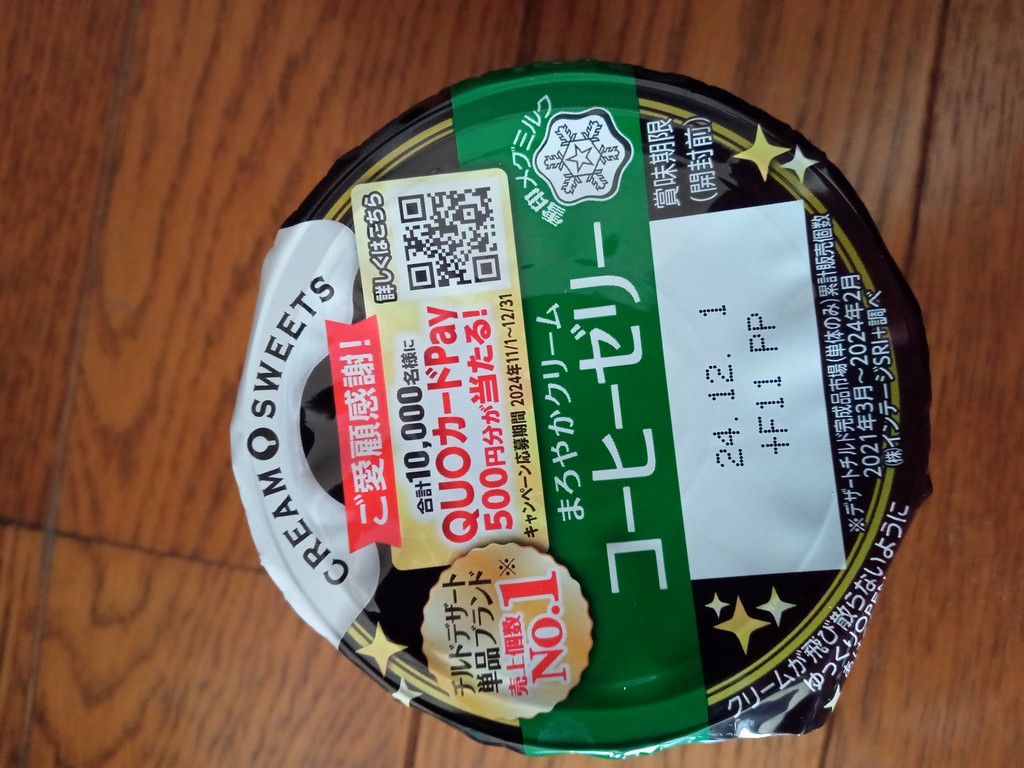 CREAM SWEETS
ご愛顧感謝!
合計10,000名様に
QUOカードPay
500円分が当たる!
キャンペーン応募期間 2024年11/1~12/31
詳しくはこちら
チルドデザート
単品ブランド
売上個数※
NO.1
雪印メグミルク
まろやかクリーム
コーヒーゼリー
賞味期限
(開封前)
24.12. 1
+F11 PP
※デザートチルド完成品市場(単体のみ)累計販売個数
2021年3月~2024年2月
(株)インテージSRI+調べ
クリームが飛び散らないように
ゆっくり